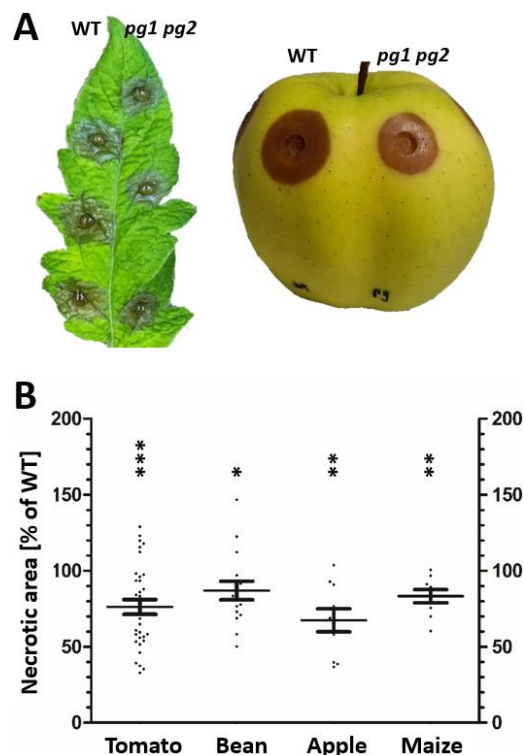 A
WT pg1 pg2
WT pg1 pg2
pg
B
Necrotic area [% of WT]
200 200
*** * ** **
150 150
100 100
50 50
0 0
Tomato Bean Apple Maize